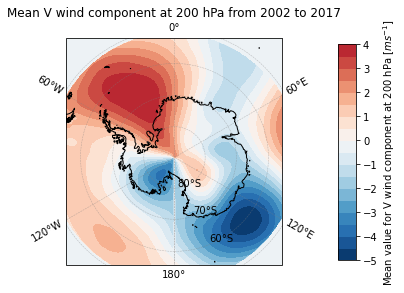 Mean V wind component at 200 hPa from 2002 to 2017
0°
60°W
60°E
80°S
70°S
60°S
120°W
120°E
180°
4
3
2
1
0
−1
−2
−3
−4
−5
Mean value for V wind component at 200 hPa [ms⁻¹]